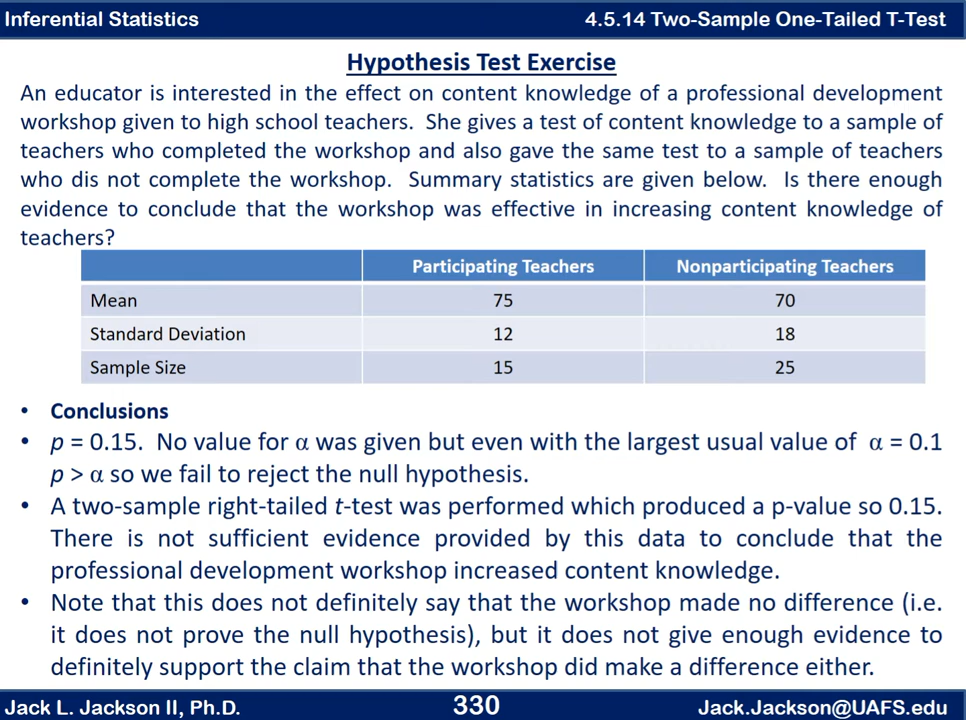 Inferential Statistics
4.5.14 Two-Sample One-Tailed T-Test
Hypothesis Test Exercise
An educator is interested in the effect on content knowledge of a professional development
workshop given to high school teachers. She gives a test of content knowledge to a sample of
teachers who completed the workshop and also gave the same test to a sample of teachers
who dis not complete the workshop. Summary statistics are given below. Is there enough
evidence to conclude that the workshop was effective in increasing content knowledge of
teachers?
Participating Teachers Nonparticipating Teachers
Mean 75 70
Standard Deviation 12 18
Sample Size 15 25
• Conclusions
• p = 0.15. No value for α was given but even with the largest usual value of α = 0.1
p > α so we fail to reject the null hypothesis.
• A two-sample right-tailed t-test was performed which produced a p-value so 0.15.
There is not sufficient evidence provided by this data to conclude that the
professional development workshop increased content knowledge.
• Note that this does not definitely say that the workshop made no difference (i.e.
it does not prove the null hypothesis), but it does not give enough evidence to
definitely support the claim that the workshop did make a difference either.
Jack L. Jackson II, Ph.D.
330
Jack.Jackson@UAFS.edu